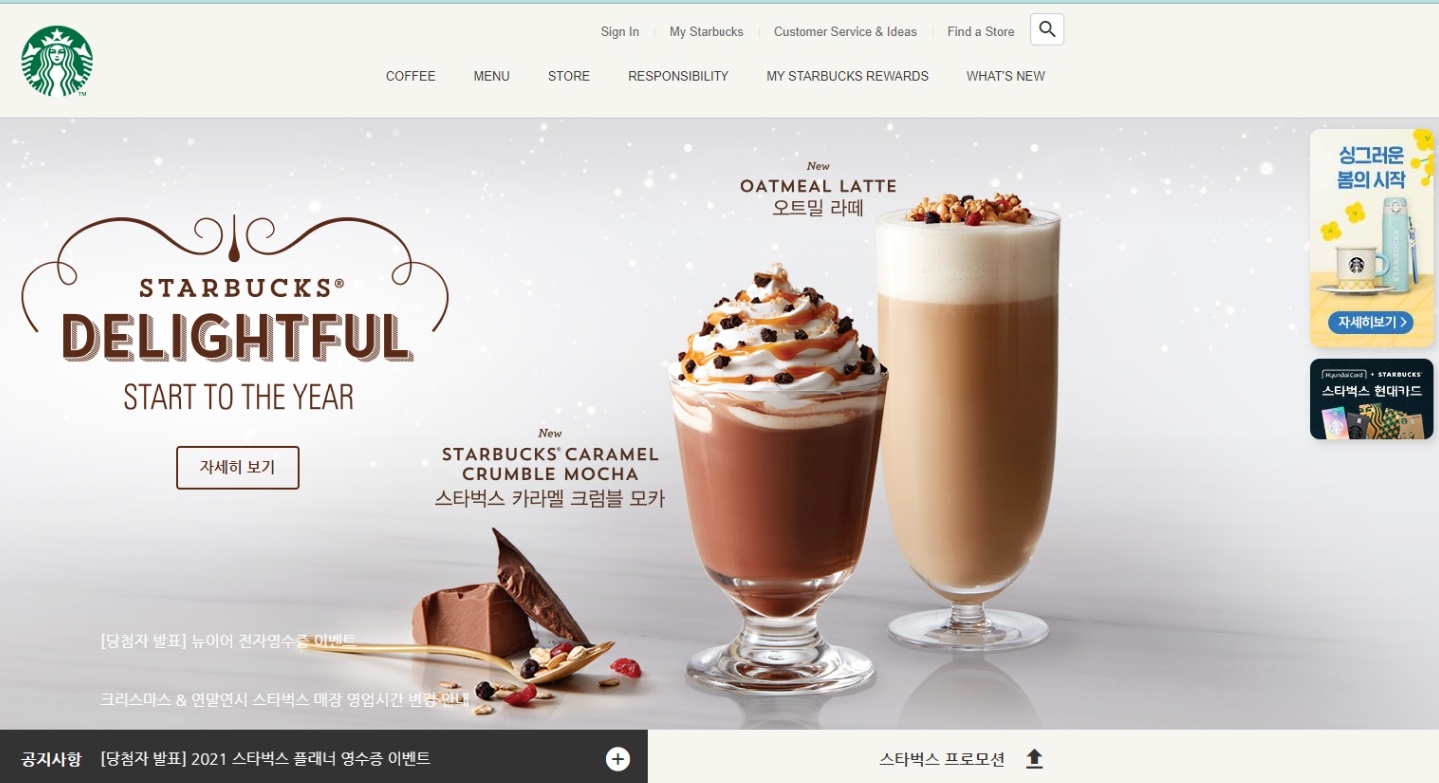 Sign In
My Starbucks
Customer Service & Ideas
Find a Store
COFFEE
MENU
STORE
RESPONSIBILITY
MY STARBUCKS REWARDS
WHAT'S NEW
TM
STARBUCKS®
DELIGHTFUL
START TO THE YEAR
자세히 보기
New
OATMEAL LATTE
오트밀 라떼
New
STARBUCKS® CARAMEL
CRUMBLE MOCHA
스타벅스 카라멜 크럼블 모카
싱그러운
봄의 시작
STARBUCKS
자세히보기 >
HyundaiCard + STARBUCKS
스타벅스 현대카드
[당첨자 발표] 뉴이어 전자영수증 이벤트
크리스마스 & 연말연시 스타벅스 매장 영업시간 변경 안내
공지사항
[당첨자 발표] 2021 스타벅스 플래너 영수증 이벤트
스타벅스 프로모션